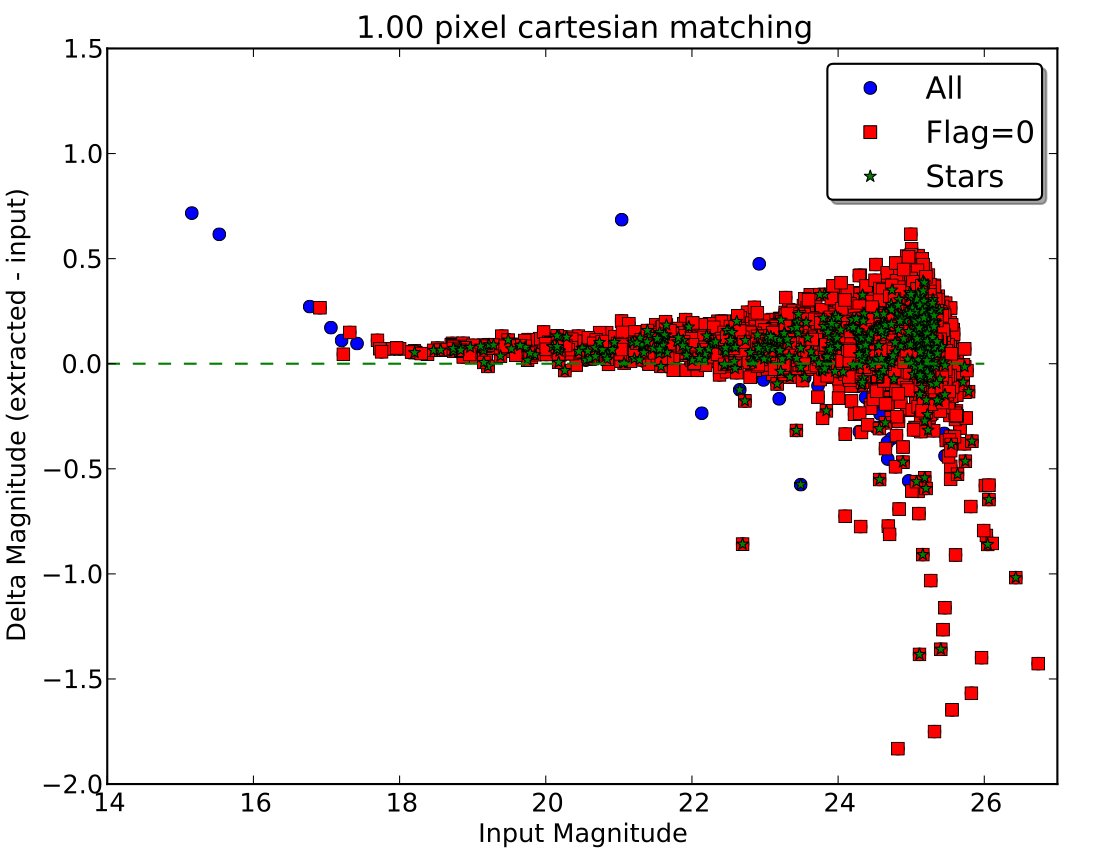 1.00 pixel cartesian matching
1.5
1.0
0.5
0.0
−0.5
−1.0
−1.5
−2.0
Delta Magnitude (extracted - input)
All
Flag=0
Stars
14 16 18 20 22 24 26
Input Magnitude